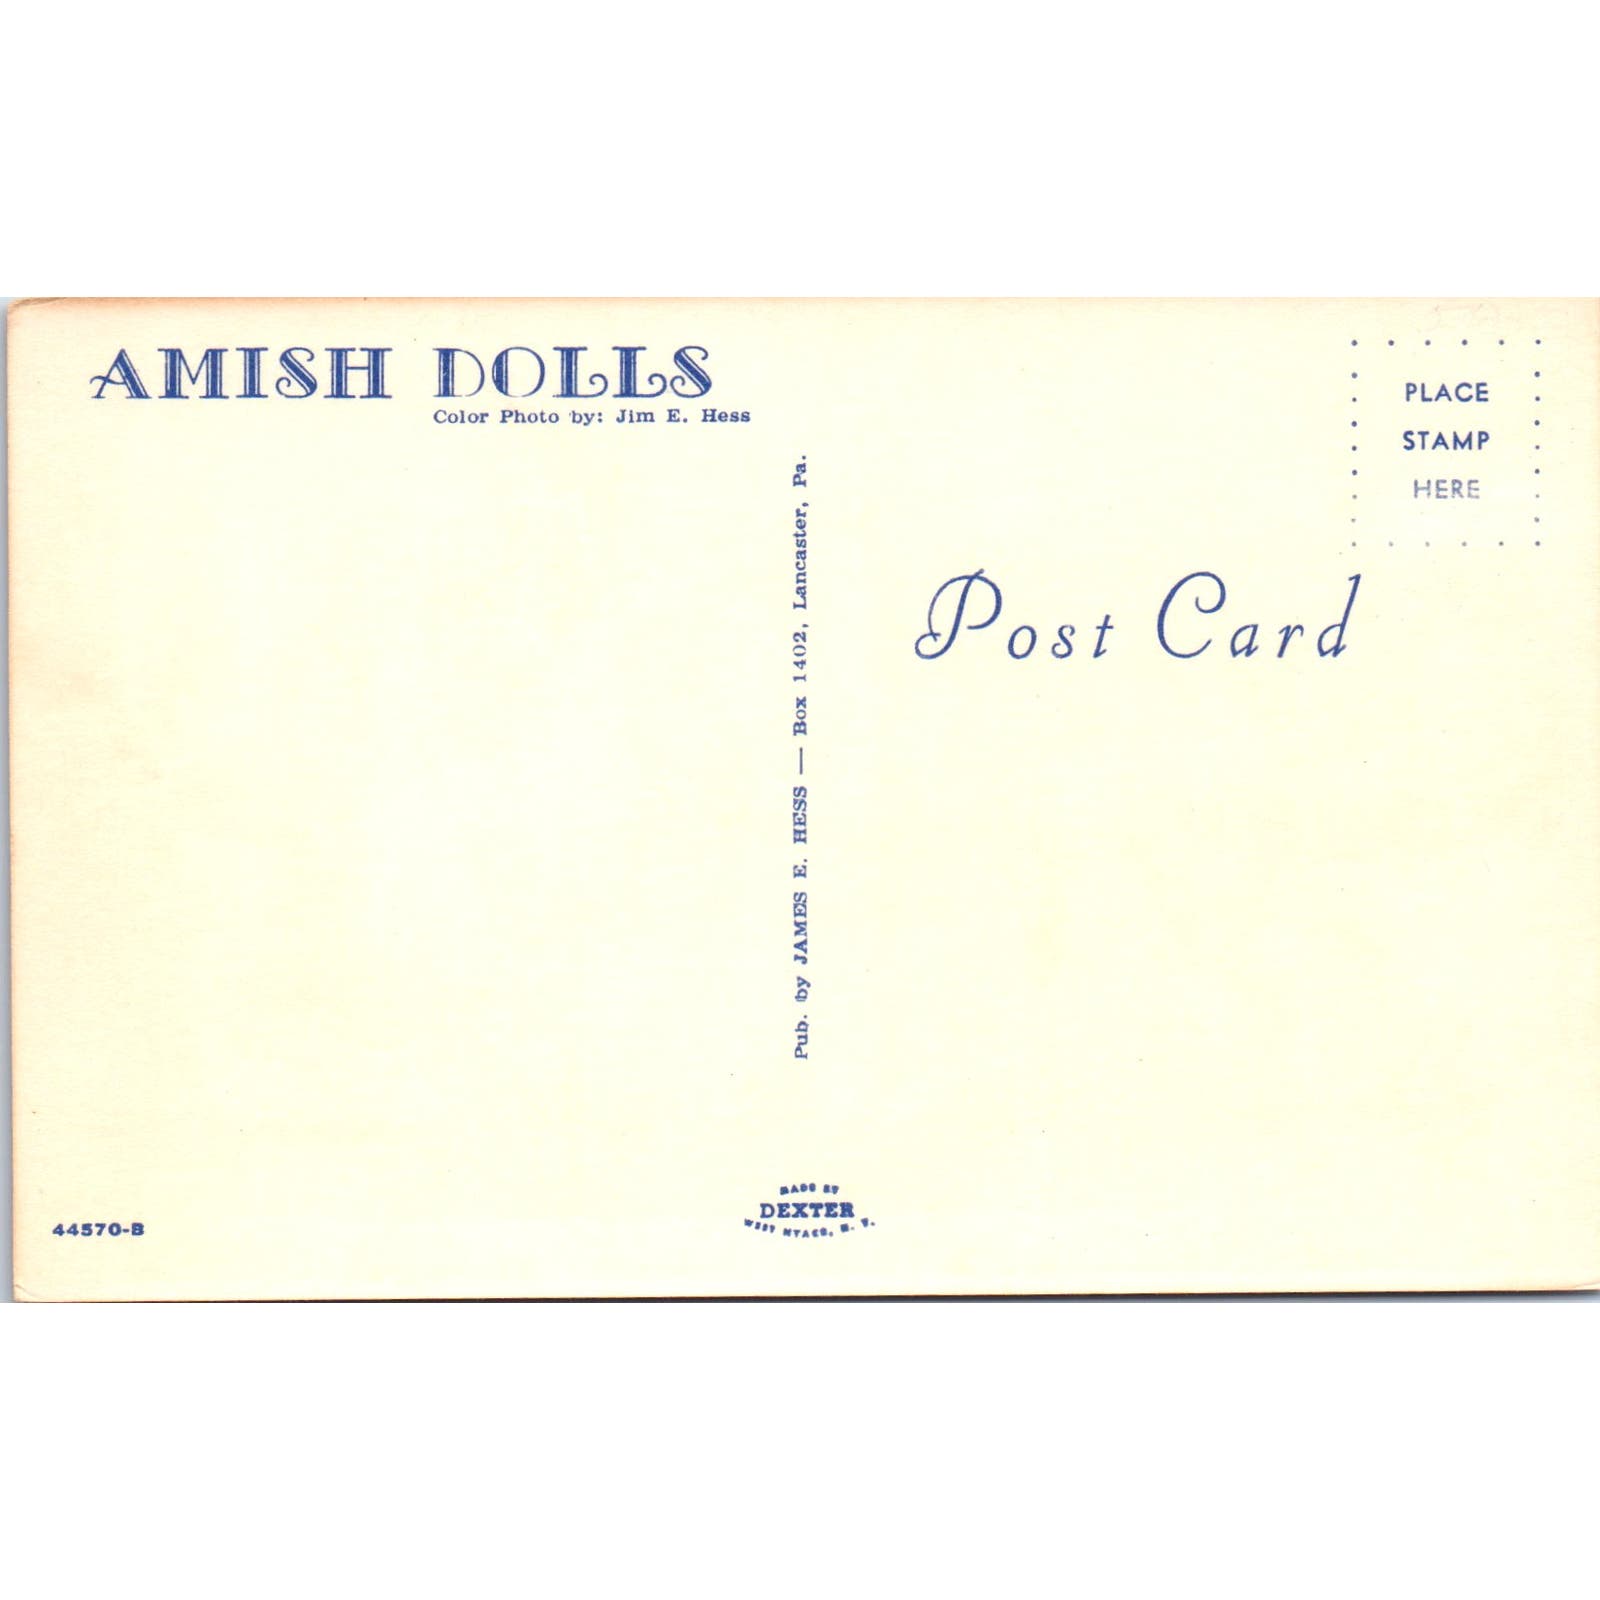 AMISH DOLLS
Color Photo by: Jim E. Hess
Pub. by JAMES E. HESS — Box 1402, Lancaster, Pa.
PLACE
STAMP
HERE
Post Card
44570-B
MADE BY
DEXTER
WEST NYACK, N. Y.